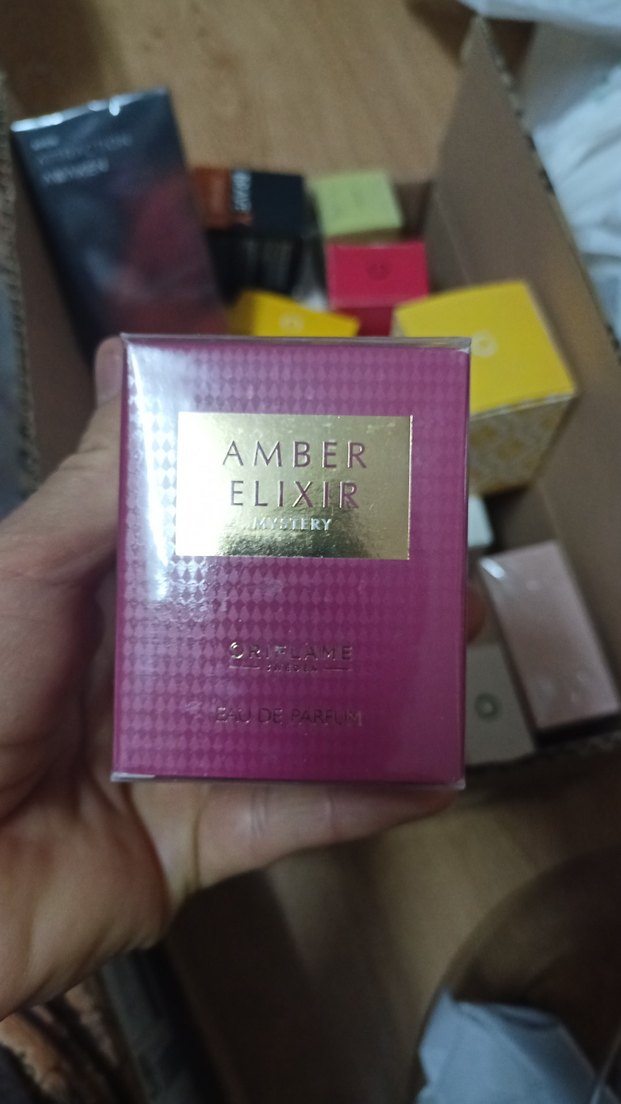 AMBER
ELIXIR
MYSTERY
ORIFLAME
SWEDEN
EAU DE PARFUM